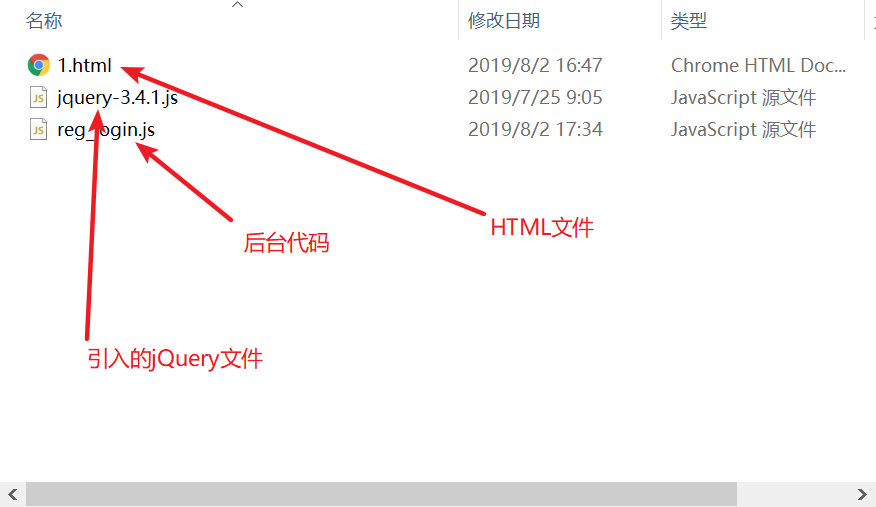 名称 修改日期 类型
1.html 2019/8/2 16:47 Chrome HTML Doc...
jquery-3.4.1.js 2019/7/25 9:05 JavaScript 源文件
reg_login.js 2019/8/2 17:34 JavaScript 源文件
HTML文件
后台代码
引入的jQuery文件